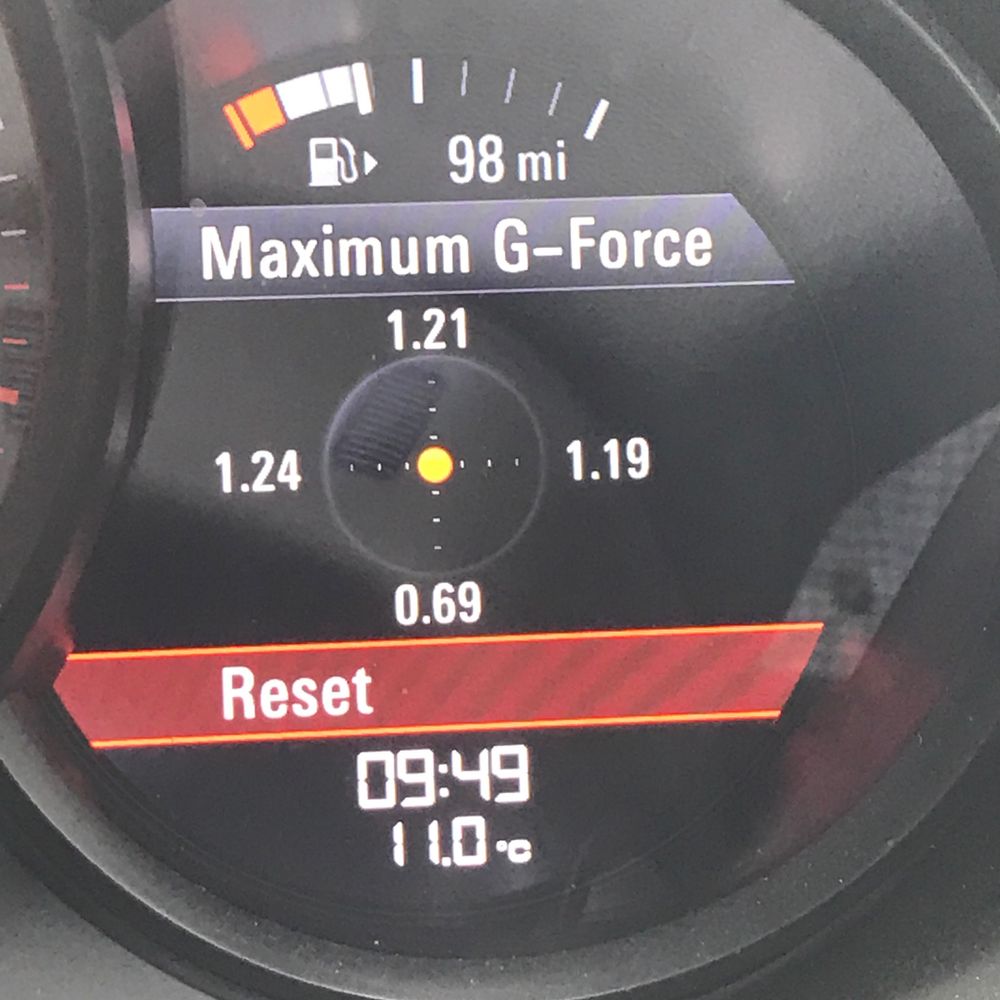 98 mi
Maximum G-Force
1.21
1.24 1.19
0.69
Reset
09:49
11.0 °C